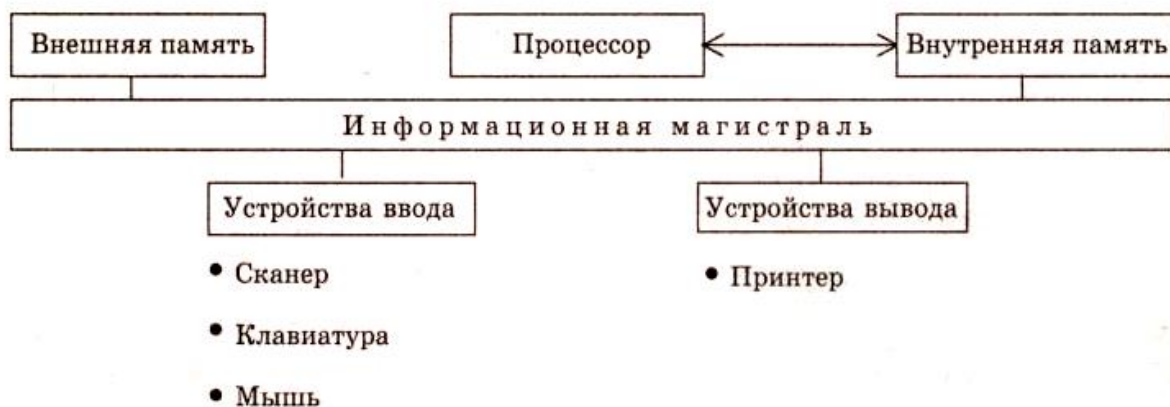 Внешняя память
Процессор
Внутренняя память
Информационная магистраль
Устройства ввода
Устройства вывода
• Сканер
• Принтер
• Клавиатура
• Мышь